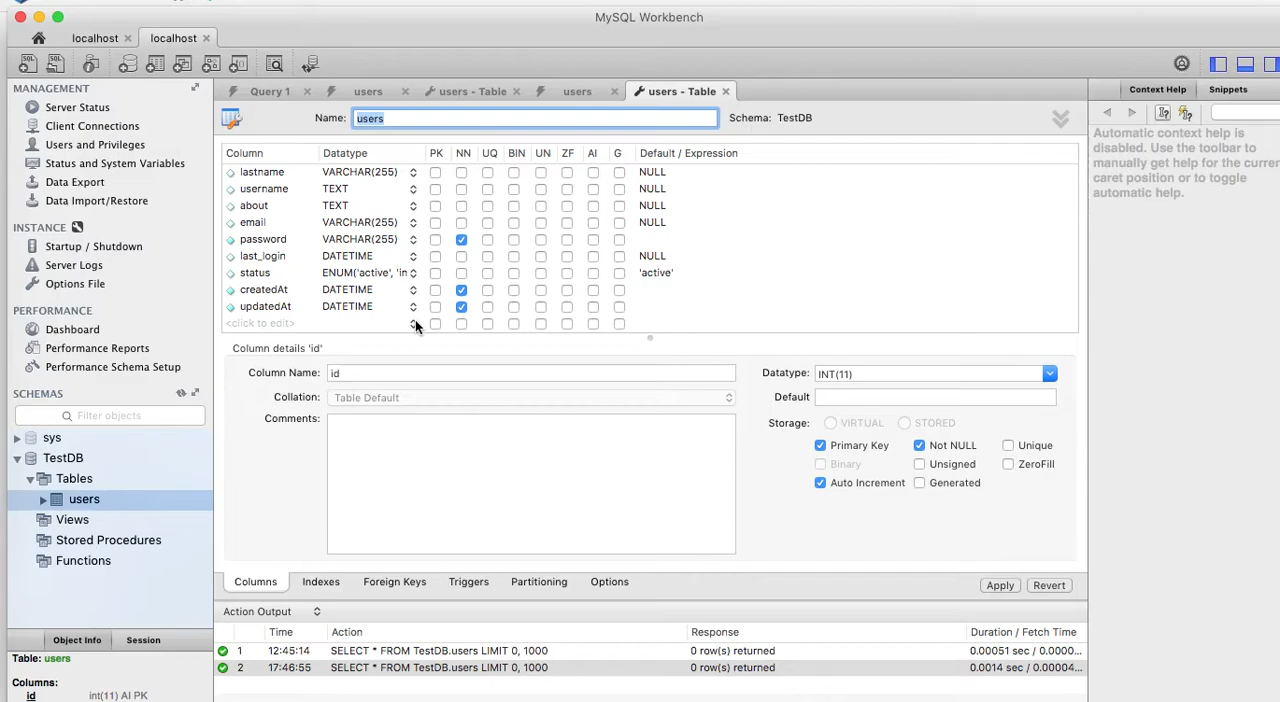 MySQL Workbench
localhost localhost
MANAGEMENT
Server Status
Client Connections
Users and Privileges
Status and System Variables
Data Export
Data Import/Restore
INSTANCE
Startup / Shutdown
Server Logs
Options File
PERFORMANCE
Dashboard
Performance Reports
Performance Schema Setup
SCHEMAS
Filter objects
sys
TestDB
Tables
users
Views
Stored Procedures
Functions
Object Info Session
Table: users
Columns:
id int(11) AI PK
Query 1 users users - Table users users - Table
Name: users Schema: TestDB
Column Datatype PK NN UQ BIN UN ZF AI G Default / Expression
lastname VARCHAR(255) NULL
username TEXT NULL
about TEXT NULL
email VARCHAR(255) NULL
password VARCHAR(255)
last_login DATETIME NULL
status ENUM('active', 'in 'active'
createdAt DATETIME
updatedAt DATETIME
<click to edit>
Column details 'id'
Column Name: id Datatype: INT(11)
Collation: Table Default Default
Comments: Storage: VIRTUAL STORED
Primary Key Not NULL Unique
Binary Unsigned ZeroFill
Auto Increment Generated
Columns Indexes Foreign Keys Triggers Partitioning Options Apply Revert
Action Output
Time Action Response Duration / Fetch Time
1 12:45:14 SELECT * FROM TestDB.users LIMIT 0, 1000 0 row(s) returned 0.00051 sec / 0.0000...
2 17:46:55 SELECT * FROM TestDB.users LIMIT 0, 1000 0 row(s) returned 0.0014 sec / 0.00004...
Context Help Snippets
Automatic context help is
disabled. Use the toolbar to
manually get help for the current
caret position or to toggle
automatic help.